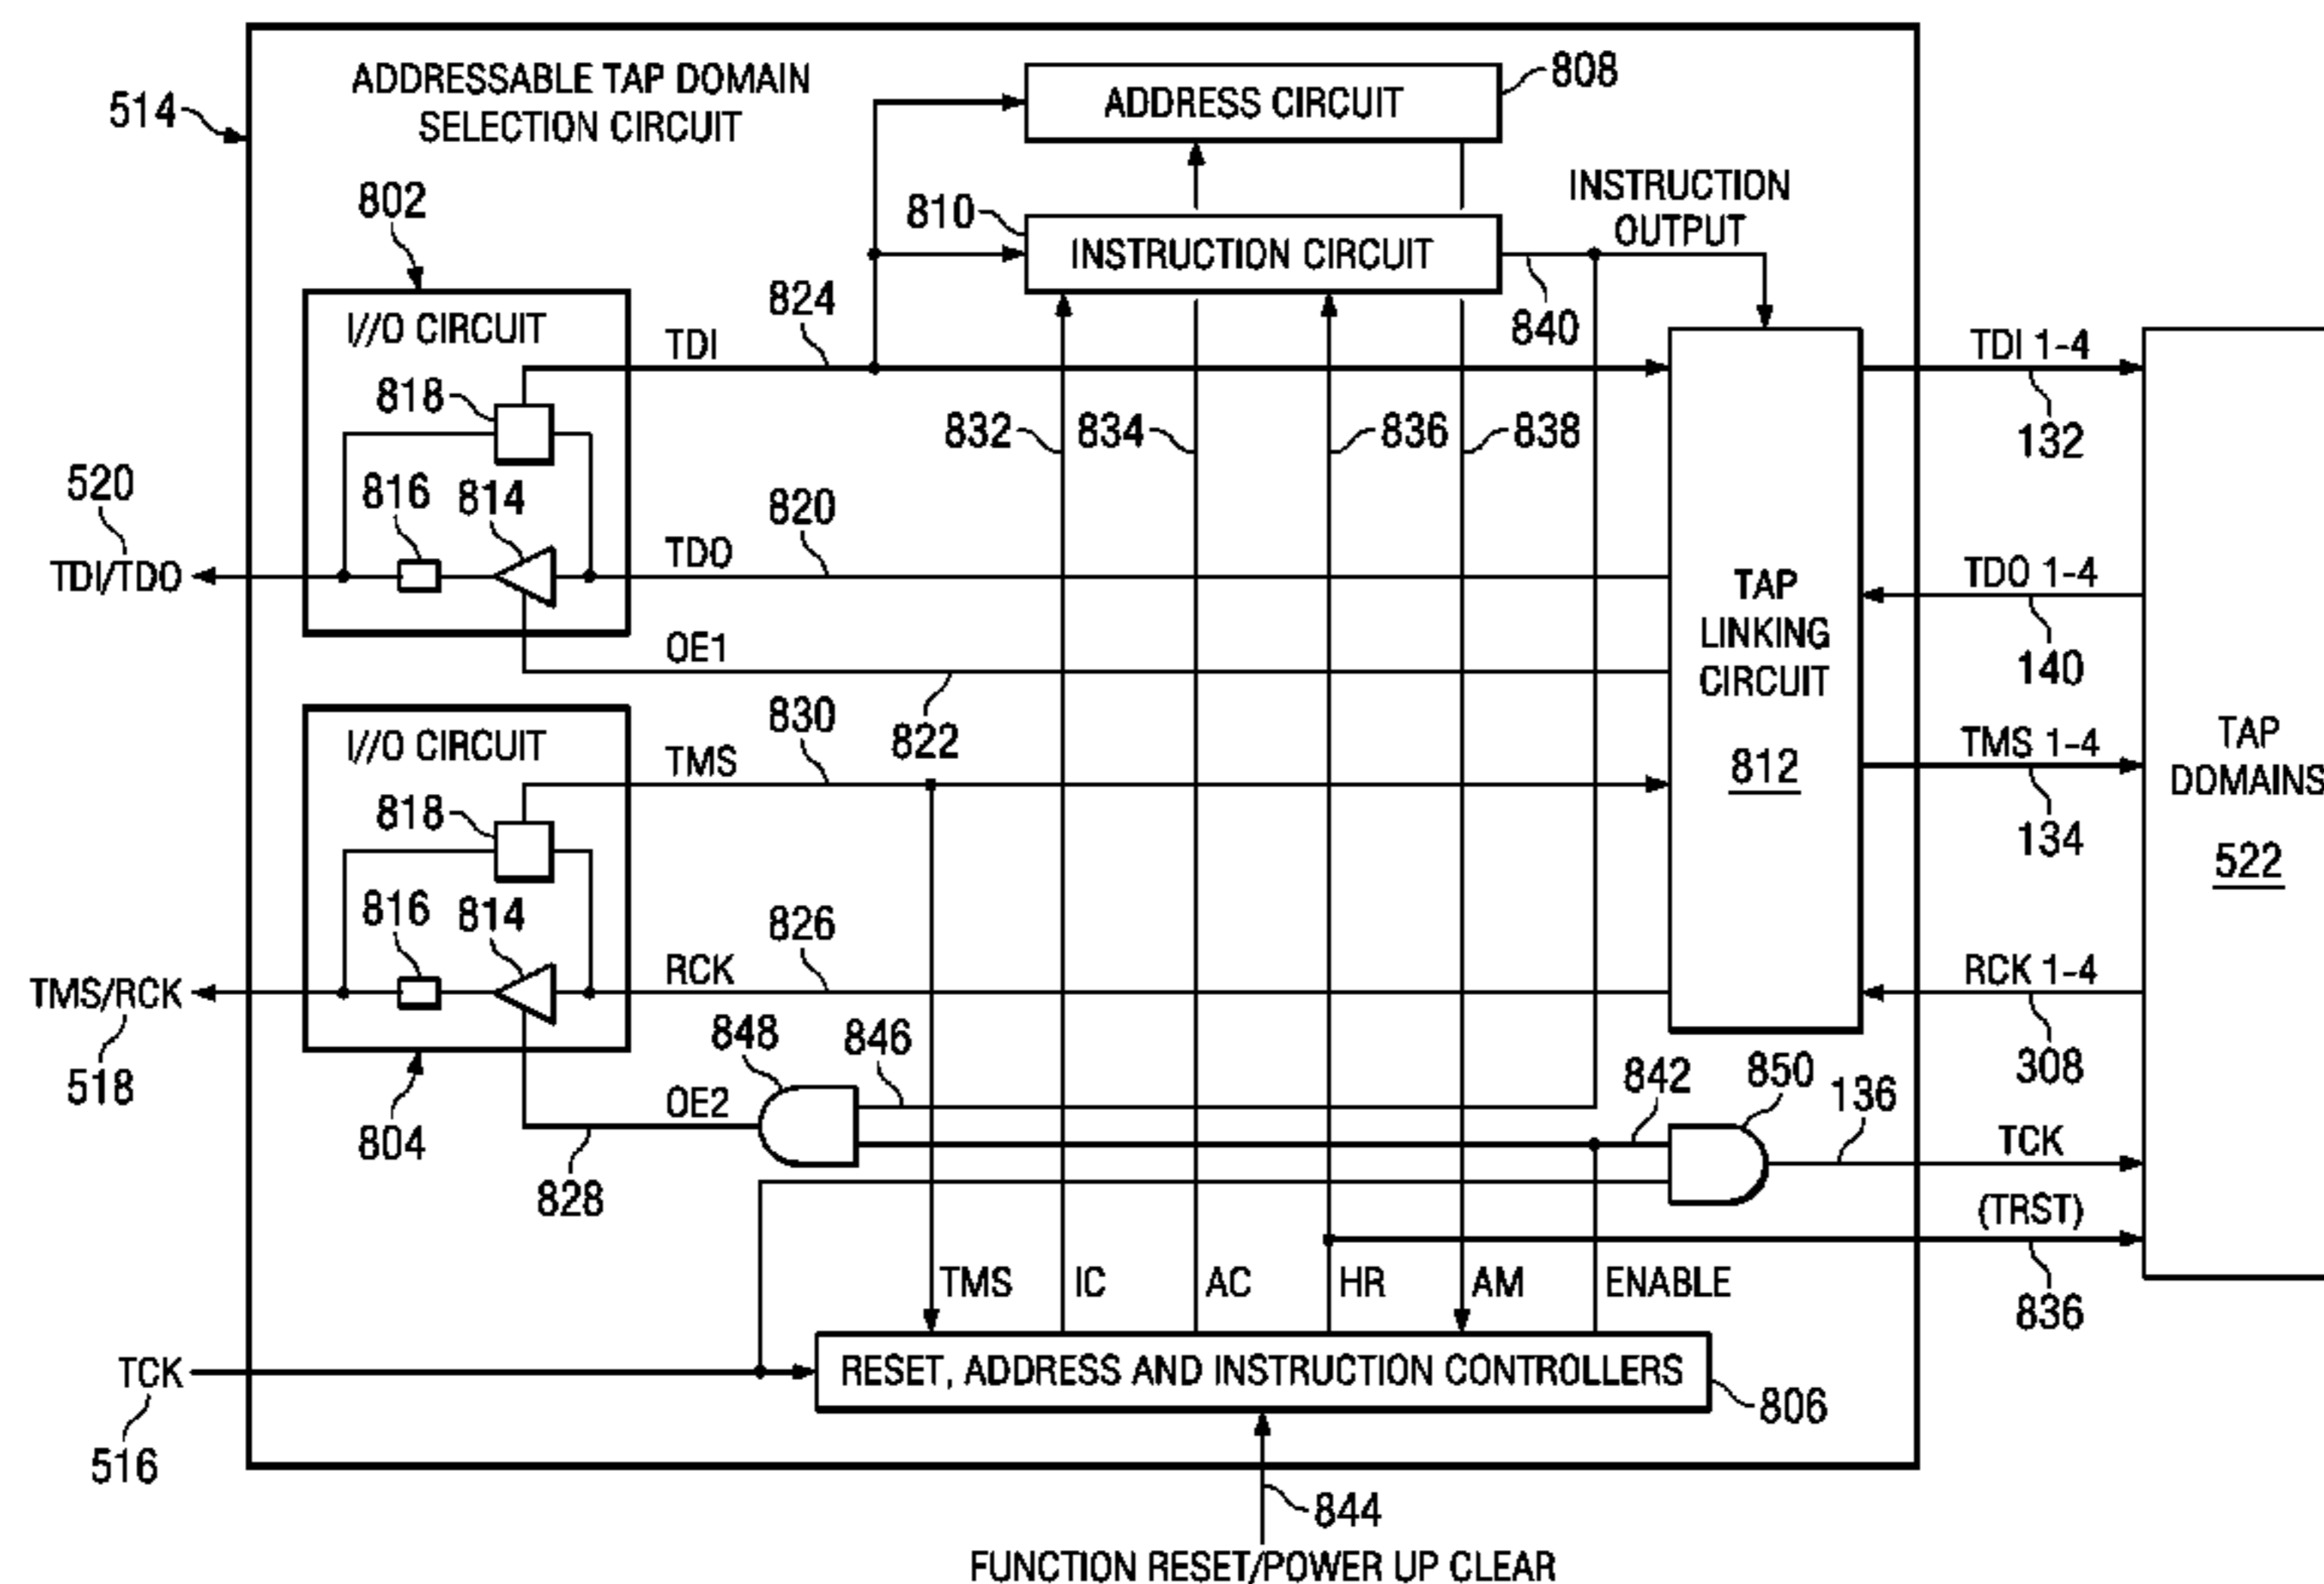 ADDRESSABLE TAP DOMAIN
SELECTION CIRCUIT
514
ADDRESS CIRCUIT
808
802
810
INSTRUCTION CIRCUIT
INSTRUCTION
OUTPUT
840
I//O CIRCUIT
818
816
814
520
TDI/TDO
TDI
824
TDO
820
OE1
822
832
834
836
838
TAP
LINKING
CIRCUIT
812
TDI 1-4
132
TDO 1-4
140
TMS 1-4
134
RCK 1-4
308
TAP
DOMAINS
522
I//O CIRCUIT
818
816
814
TMS/RCK
518
804
TMS
830
RCK
826
848
846
OE2
828
842
850
136
TCK
(TRST)
836
TMS
IC
AC
HR
AM
ENABLE
TCK
516
RESET, ADDRESS AND INSTRUCTION CONTROLLERS
806
844
FUNCTION RESET/POWER UP CLEAR